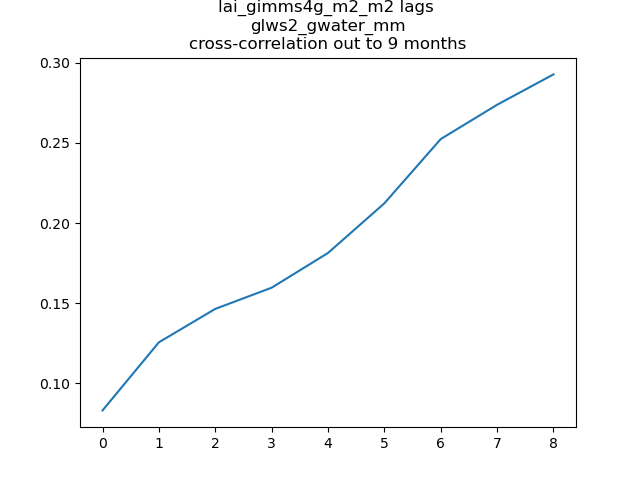 lai_gimms4g_m2_m2 lags
glws2_gwater_mm
cross-correlation out to 9 months
0.30
0.25
0.20
0.15
0.10
0 1 2 3 4 5 6 7 8